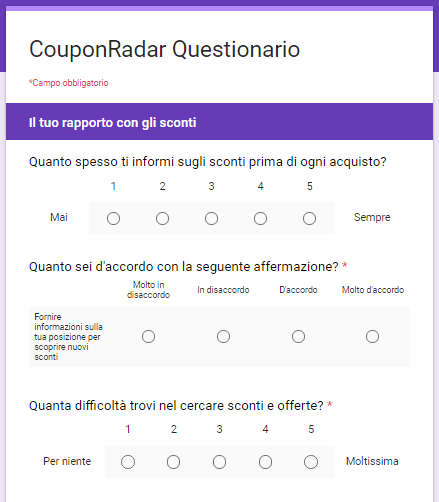 CouponRadar Questionario
*Campo obbligatorio
Il tuo rapporto con gli sconti
Quanto spesso ti informi sugli sconti prima di ogni acquisto?
1 2 3 4 5
Mai Sempre
Quanto sei d'accordo con la seguente affermazione? *
Molto in disaccordo In disaccordo D'accordo Molto d'accordo
Fornire
informazioni sulla
tua posizione per
scoprire nuovi
sconti
Quanta difficoltà trovi nel cercare sconti e offerte? *
1 2 3 4 5
Per niente Moltissima